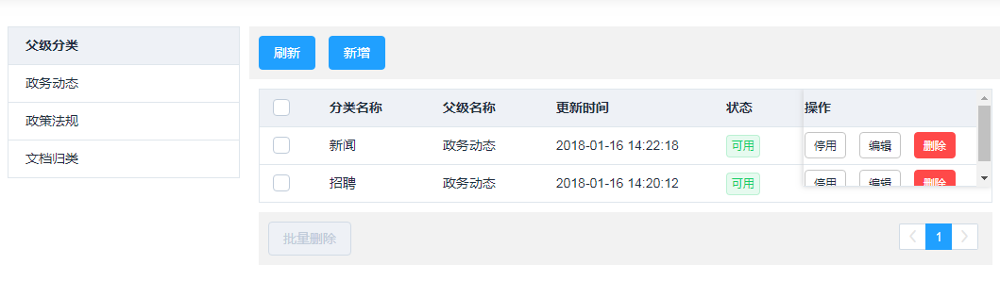 父级分类
政务动态
政策法规
文档归类
刷新 新增
分类名称 父级名称 更新时间 状态 操作
新闻 政务动态 2018-01-16 14:22:18 可用 停用 编辑 删除
招聘 政务动态 2018-01-16 14:20:12 可用 停用 编辑 删除
批量删除 1